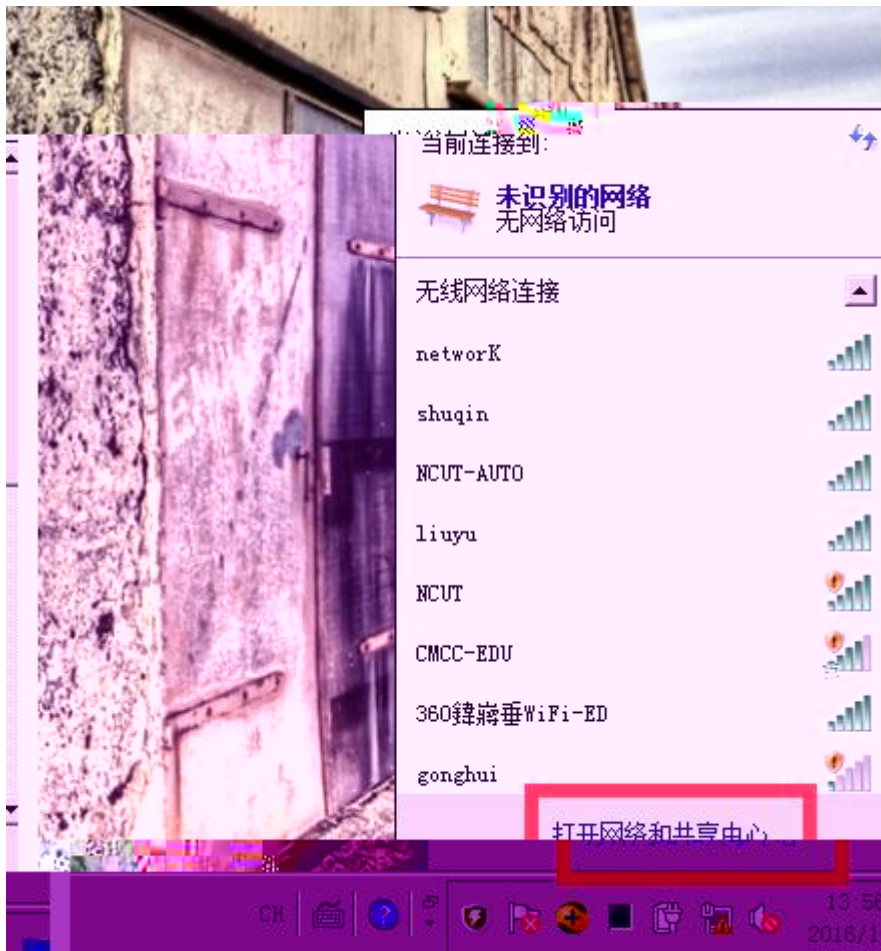 当前连接到:
未识别的网络
无网络访问
无线网络连接
networK
shuqin
NCUT-AUTO
liuyu
NCUT
CMCC-EDU
360鍏嶈垂WiFi-ED
gonghui
打开网络和共享中心
CH
13:56
2016/1